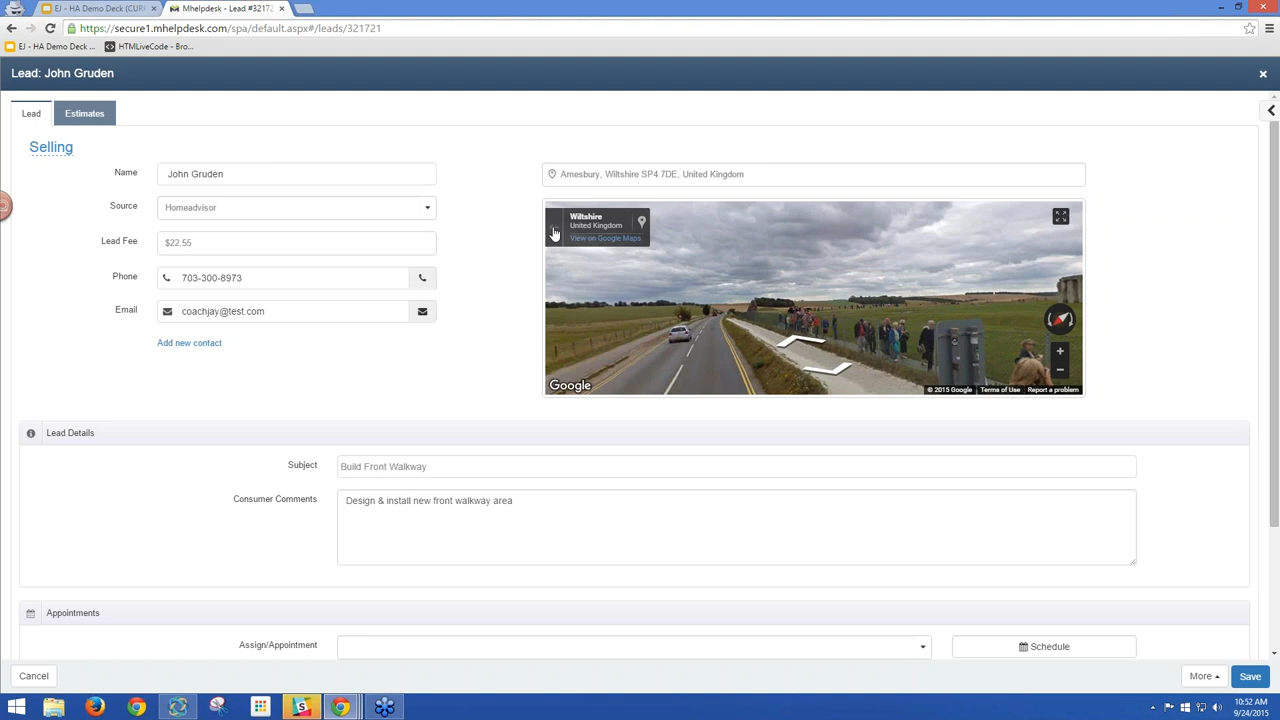 EJ - HA Demo Deck (CUR
Mhelpdesk - Lead #32172
https://secure1.mhelpdesk.com/spa/default.aspx#/leads/321721
EJ - HA Demo Deck ...
HTMLiveCode - Bro...
Lead: John Gruden
Lead
Estimates
Selling
Name
John Gruden
Amesbury, Wiltshire SP4 7DE, United Kingdom
Source
Homeadvisor
Wiltshire
United Kingdom
View on Google Maps
Lead Fee
$22.55
Phone
703-300-8973
Email
coachjay@test.com
Add new contact
Google
© 2015 Google
Terms of Use
Report a problem
Lead Details
Subject
Build Front Walkway
Consumer Comments
Design & install new front walkway area
Appointments
Assign/Appointment
Schedule
Cancel
More
Save
10:52 AM
9/24/2015